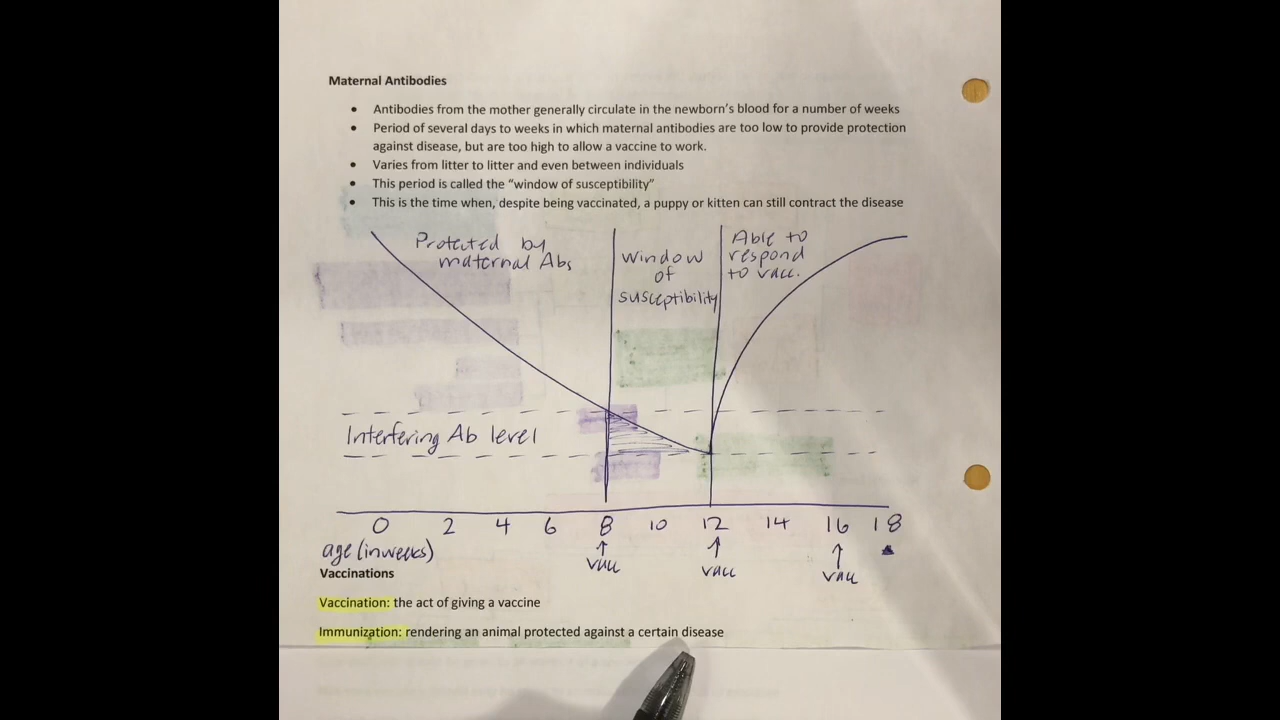 Maternal Antibodies
• Antibodies from the mother generally circulate in the newborn's blood for a number of weeks
• Period of several days to weeks in which maternal antibodies are too low to provide protection
against disease, but are too high to allow a vaccine to work.
• Varies from litter to litter and even between individuals
• This period is called the “window of susceptibility”
• This is the time when, despite being vaccinated, a puppy or kitten can still contract the disease
Protected by
maternal Abs
window
of
susceptibility
Able to
respond
to vacc.
Interfering Ab level
0 2 4 6 8 10 12 14 16 18
age (in weeks)
vacc
vacc
vacc
Vaccinations
Vaccination: the act of giving a vaccine
Immunization: rendering an animal protected against a certain disease